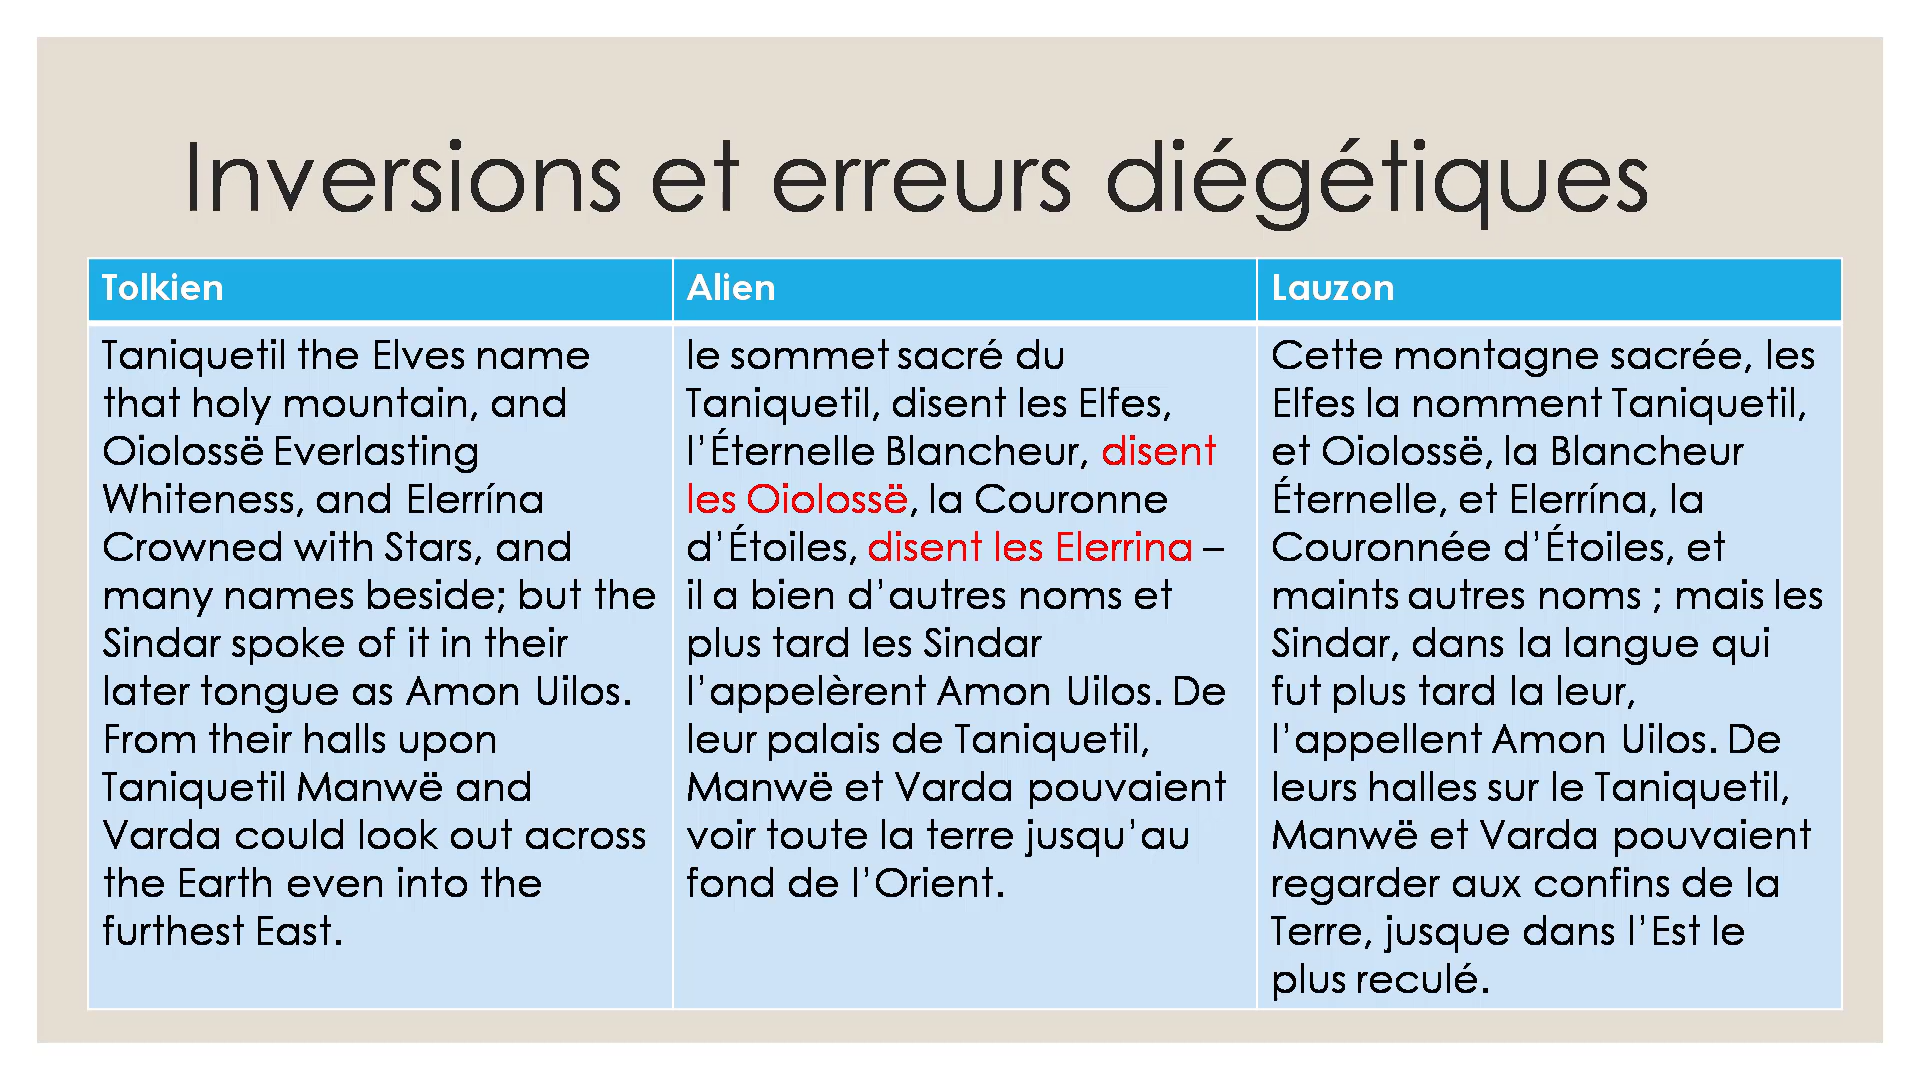 Inversions et erreurs diégétiques
Tolkien
Alien
Lauzon
Taniquetil the Elves name
that holy mountain, and
Oiolossë Everlasting
Whiteness, and Elerrína
Crowned with Stars, and
many names beside; but the
Sindar spoke of it in their
later tongue as Amon Uilos.
From their halls upon
Taniquetil Manwë and
Varda could look out across
the Earth even into the
furthest East.
le sommet sacré du
Taniquetil, disent les Elfes,
l’Éternelle Blancheur, disent
les Oiolossë, la Couronne
d’Étoiles, disent les Elerrina –
il a bien d’autres noms et
plus tard les Sindar
l’appelèrent Amon Uilos. De
leur palais de Taniquetil,
Manwë et Varda pouvaient
voir toute la terre jusqu’au
fond de l’Orient.
Cette montagne sacrée, les
Elfes la nomment Taniquetil,
et Oiolossë, la Blancheur
Éternelle, et Elerrína, la
Couronnée d’Étoiles, et
maints autres noms ; mais les
Sindar, dans la langue qui
fut plus tard la leur,
l’appellent Amon Uilos. De
leurs halles sur le Taniquetil,
Manwë et Varda pouvaient
regarder aux confins de la
Terre, jusque dans l’Est le
plus reculé.